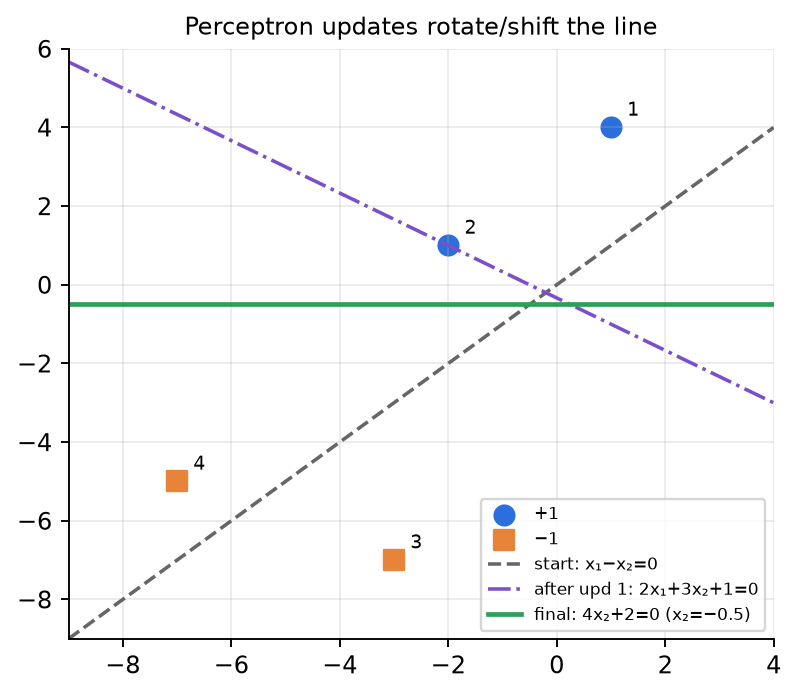 Perceptron updates rotate/shift the line
6
4
2
0
−2
−4
−6
−8
1
2
4
3
+1
−1
start: x₁−x₂=0
after upd 1: 2x₁+3x₂+1=0
final: 4x₂+2=0 (x₂=−0.5)
−8 −6 −4 −2 0 2 4